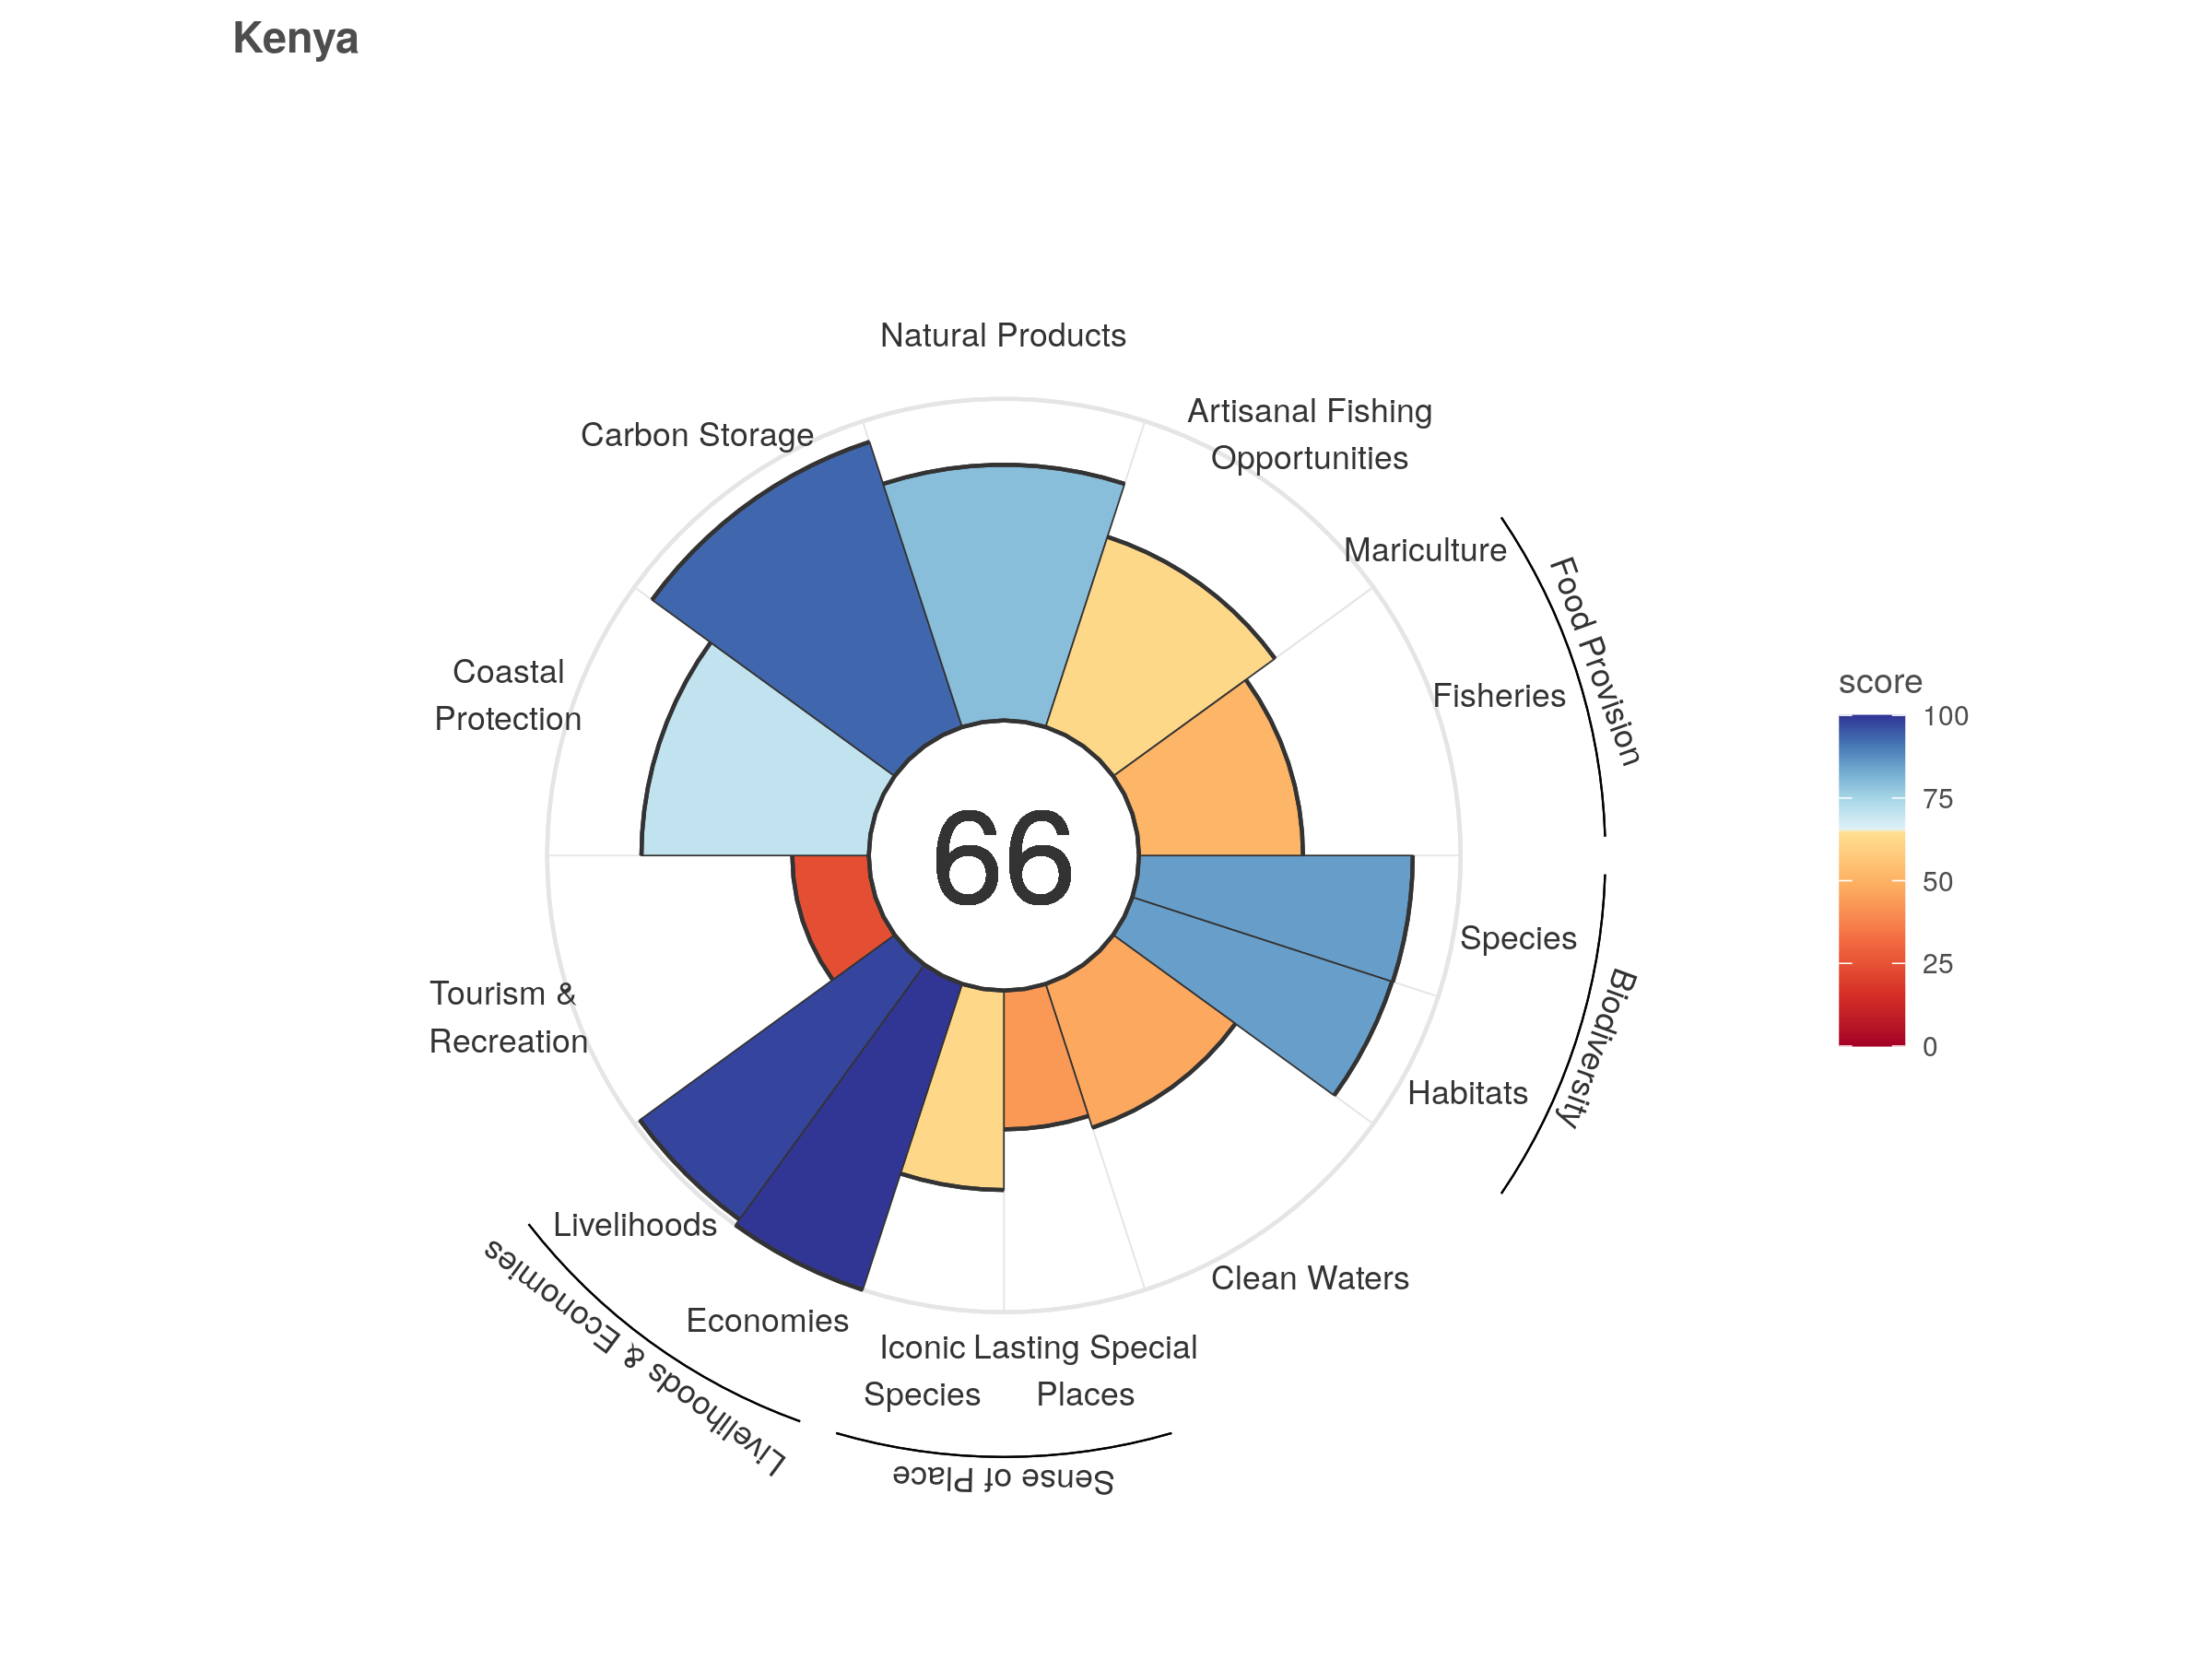 Kenya
Natural Products
Artisanal Fishing
Opportunities
Carbon Storage
Mariculture
Food Provision
Fisheries
Coastal
Protection
score
100
75
50
25
0
66
Species
Biodiversity
Habitats
Tourism &
Recreation
Livelihoods
Clean Waters
Economies
Livelihoods & Economies
Iconic
Species
Lasting Special
Places
Sense of Place